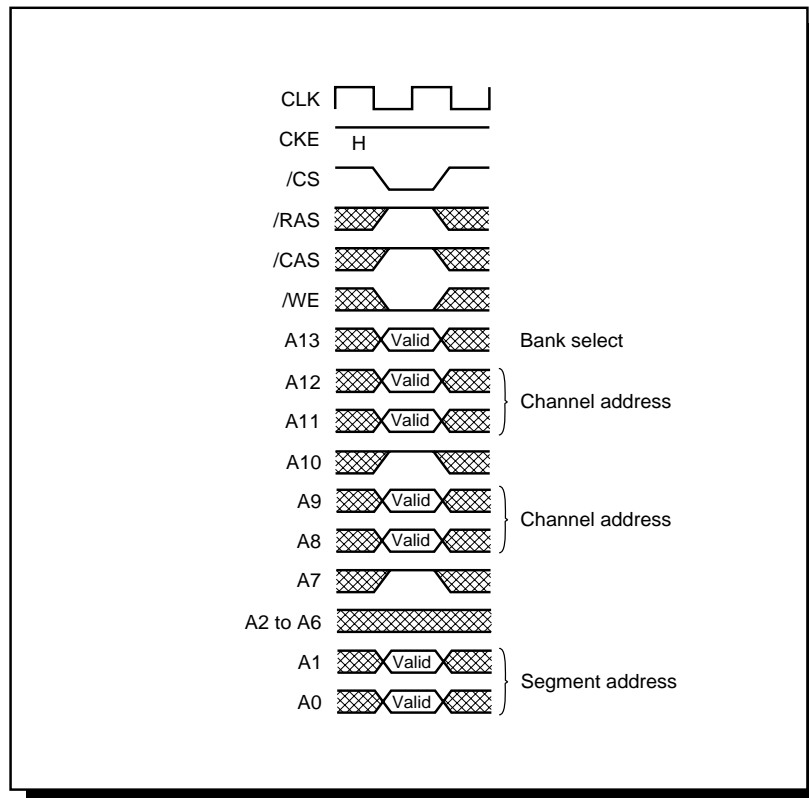 CLK
CKE H
/CS
/RAS
/CAS
/WE
A13 Valid Bank select
A12 Valid
Channel address
A11 Valid
A10
A9 Valid
Channel address
A8 Valid
A7
A2 to A6
A1 Valid
Segment address
A0 Valid